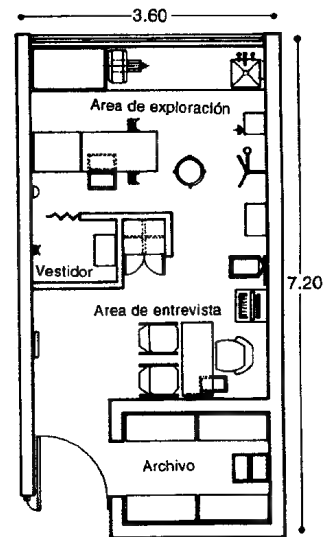 3.60
Area de exploración
Vestidor
7.20
Area de entrevista
Archivo